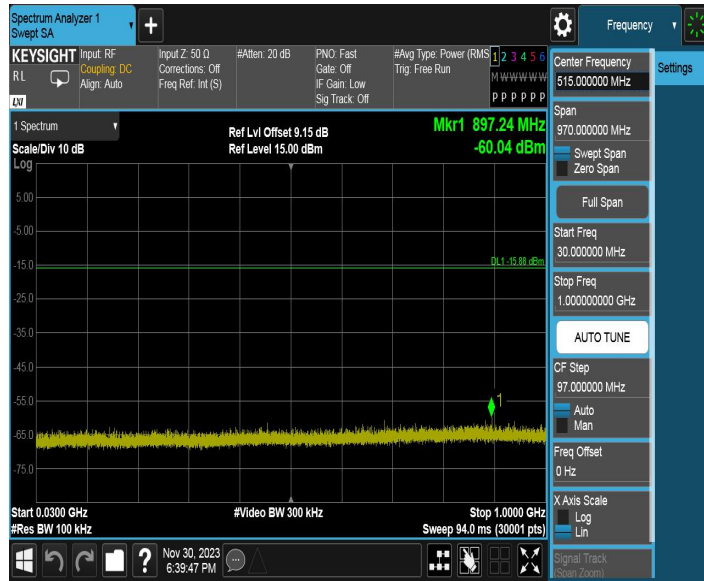 Spectrum Analyzer 1
Swept SA
Frequency
KEYSIGHT
RL
LXI
Input: RF
Coupling: DC
Align: Auto
Input Z: 50 Ω
Corrections: Off
Freq Ref: Int (S)
#Atten: 20 dB
PNO: Fast
Gate: Off
IF Gain: Low
Sig Track: Off
#Avg Type: Power (RMS
Trig: Free Run
1 2 3 4 5 6
M W W W W W
P P P P P P
1 Spectrum
Scale/Div 10 dB
Ref Lvl Offset 9.15 dB
Ref Level 15.00 dBm
Mkr1 897.24 MHz
-60.04 dBm
Log
5.00
-5.00
-15.0
DL1 -15.88 dBm
-25.0
-35.0
-45.0
-55.0
1
-65.0
-75.0
Start 0.0300 GHz
#Res BW 100 kHz
#Video BW 300 kHz
Stop 1.0000 GHz
Sweep 94.0 ms (30001 pts)
Nov 30, 2023
6:39:47 PM
Center Frequency
515.000000 MHz
Settings
Span
970.000000 MHz
Swept Span
Zero Span
Full Span
Start Freq
30.000000 MHz
Stop Freq
1.000000000 GHz
AUTO TUNE
CF Step
97.000000 MHz
Auto
Man
Freq Offset
0 Hz
X Axis Scale
Log
Lin
Signal Track
(Span Zoom)